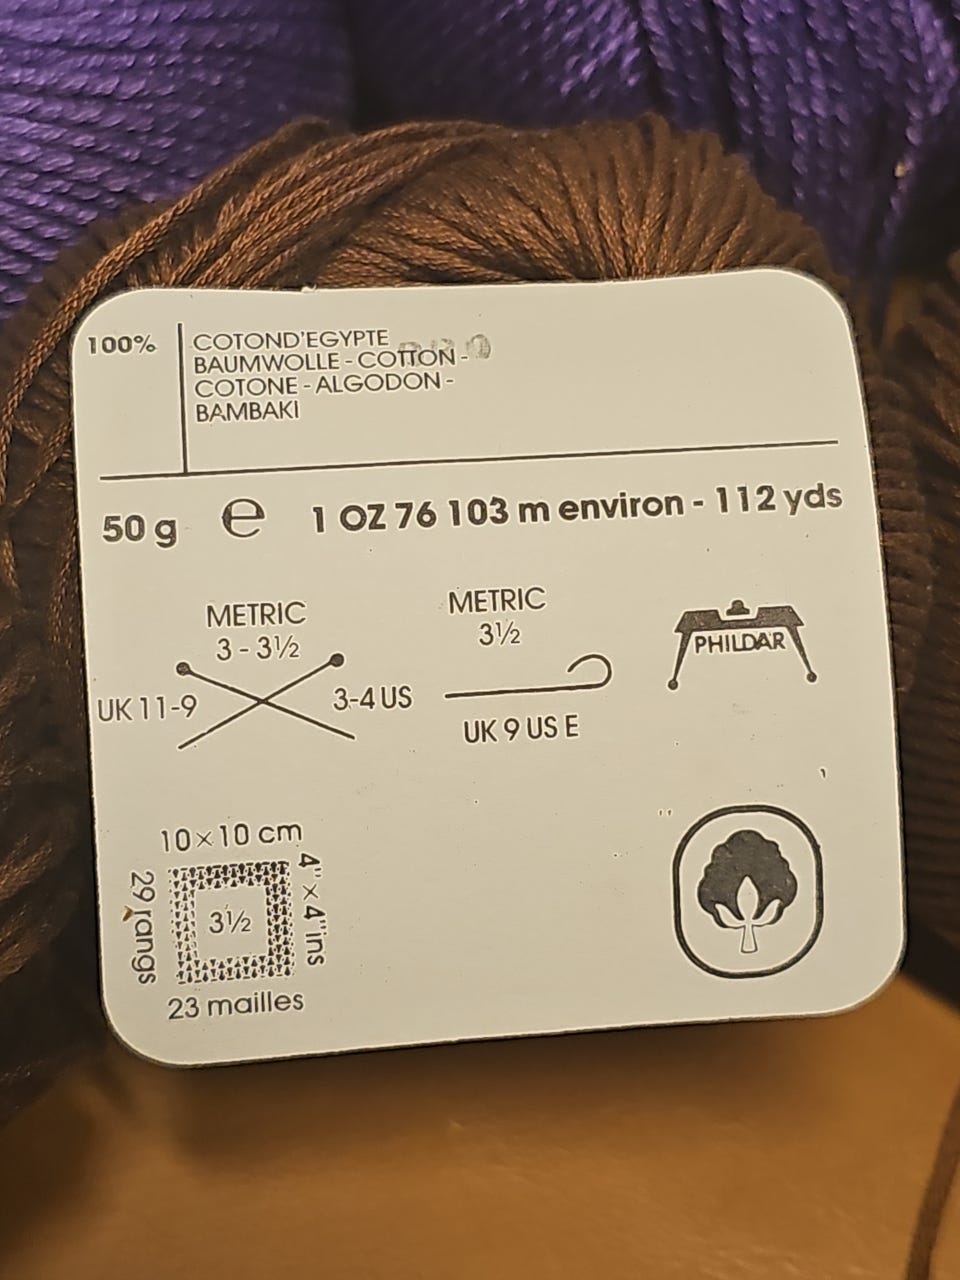 100%
COTOND'EGYPTE
BAUMWOLLE - COTTON -
COTONE - ALGODON -
BAMBAKI
50 g e 1 OZ 76 103 m environ - 112 yds
METRIC
3 - 3½
UK 11-9
3-4 US
METRIC
3½
UK 9 US E
PHILDAR
10 × 10 cm
4" × 4" ins
29 rangs
3½
23 mailles